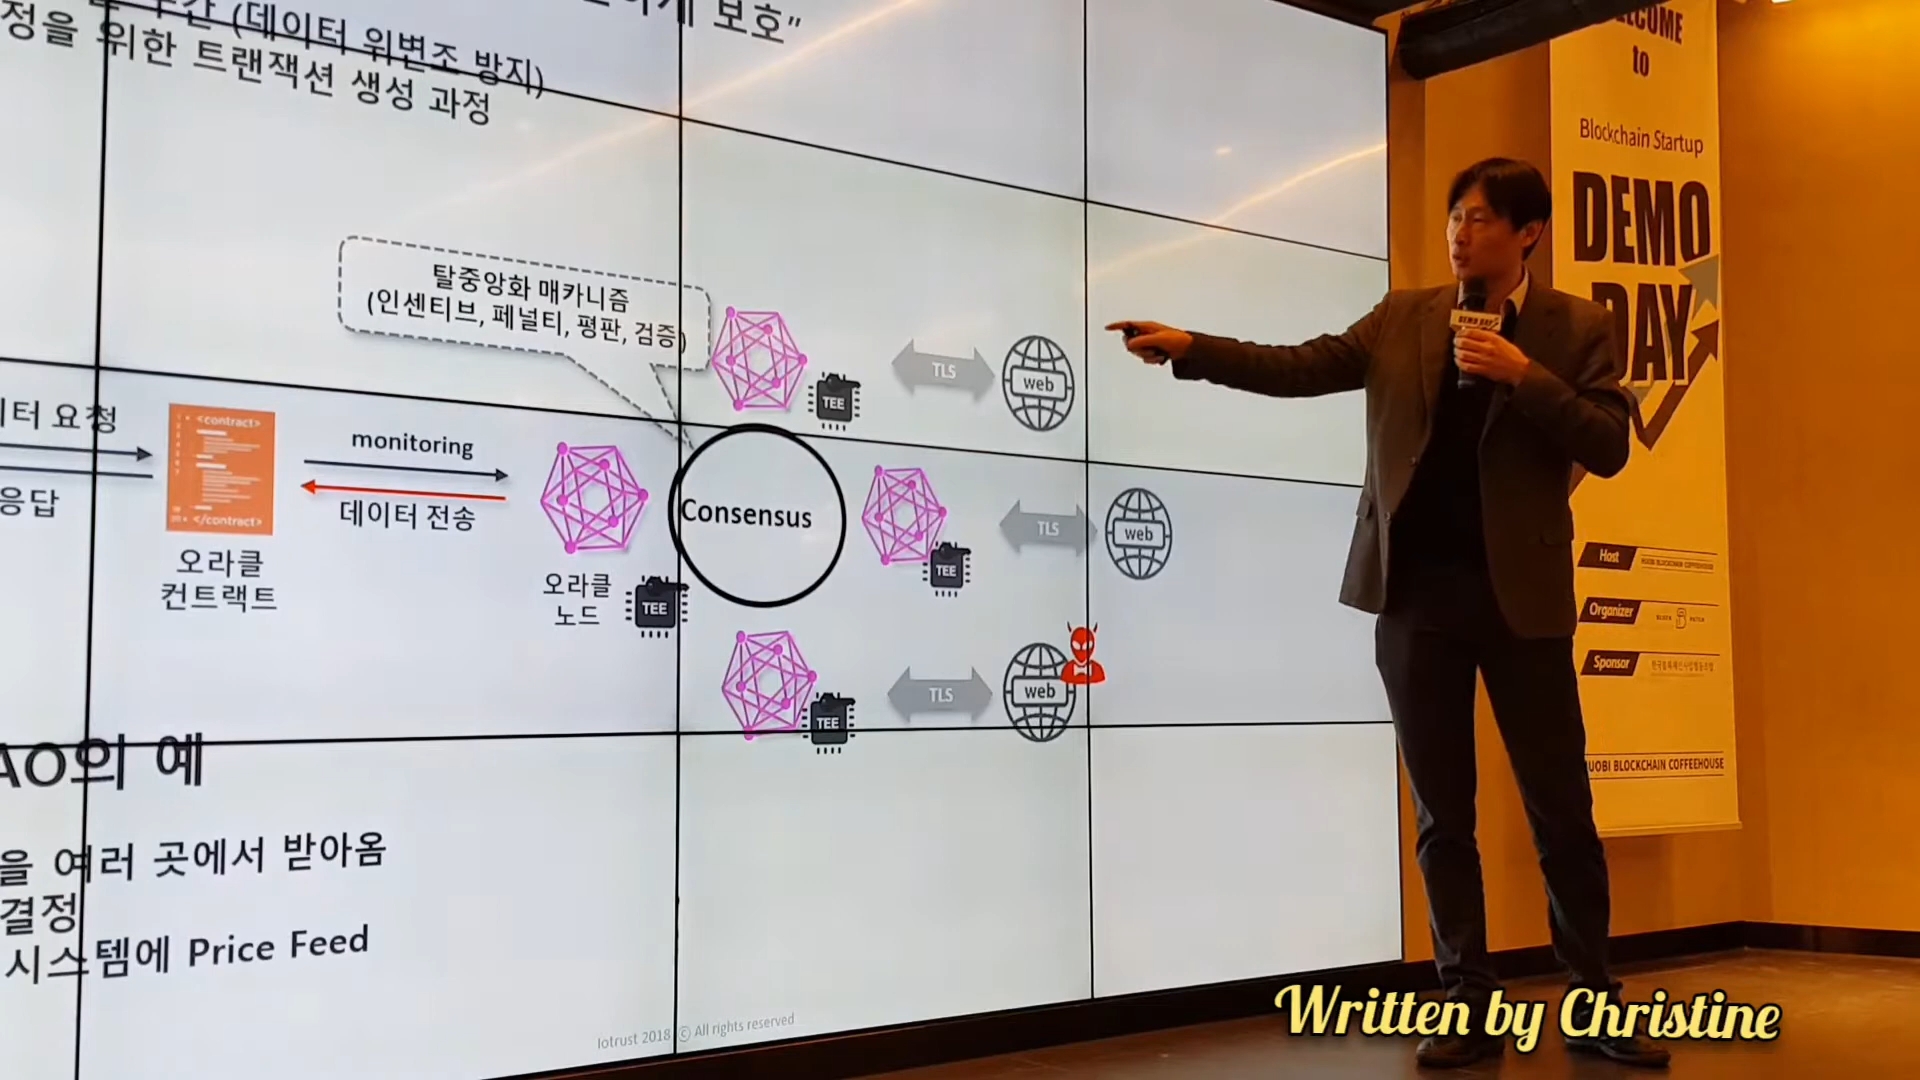 보호”
(데이터 위변조 방지)
정을 위한 트랜잭션 생성 과정
탈중앙화 매카니즘
(인센티브, 페널티, 평판, 검증)
TLS
web
TEE
터 요청
응답
<contract>
</contract>
오라클
컨트랙트
monitoring
데이터 전송
오라클
노드
TEE
Consensus
TEE
TLS
web
TEE
TLS
web
AO의 예
을 여러 곳에서 받아옴
결정
시스템에 Price Feed
Iotrust 2018 © All rights reserved
to
Blockchain Startup
DEMO
DAY
DEMO DAY
Host
HUOBI BLOCKCHAIN COFFEEHOUSE
Organizer
Sponsor
HUOBI BLOCKCHAIN COFFEEHOUSE
Written by Christine